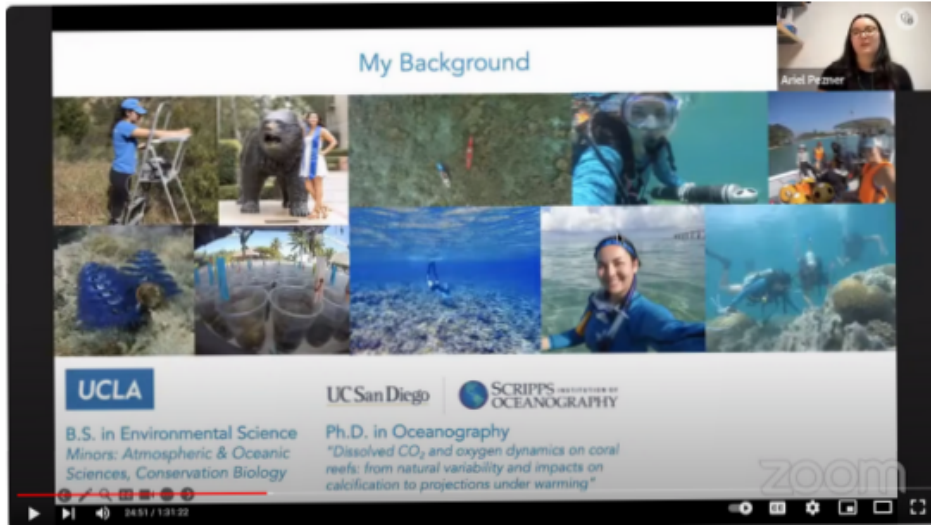 My Background
Ariel Pezner
UCLA
UC San Diego
SCRIPPS INSTITUTION OF
OCEANOGRAPHY
B.S. in Environmental Science
Minors: Atmospheric & Oceanic
Sciences, Conservation Biology
Ph.D. in Oceanography
"Dissolved CO₂ and oxygen dynamics on coral
reefs: from natural variability and impacts on
calcification to projections under warming"
zoom
24:51 / 1:31:22